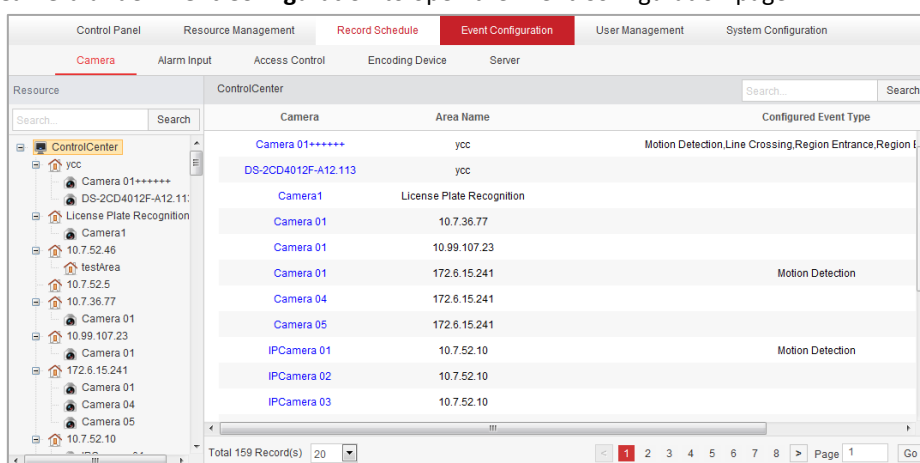 Control Panel Resource Management Record Schedule Event Configuration User Management System Configuration
Camera Alarm Input Access Control Encoding Device Server
Resource ControlCenter Search... Search
Search... Search Camera Area Name Configured Event Type
ControlCenter
ycc
Camera 01++++++
DS-2CD4012F-A12.113
License Plate Recognition
Camera1
10.7.52.46
testArea
10.7.52.5
10.7.36.77
Camera 01
10.99.107.23
Camera 01
172.6.15.241
Camera 01
Camera 04
Camera 05
10.7.52.10
Camera 01++++++ ycc Motion Detection,Line Crossing,Region Entrance,Region
DS-2CD4012F-A12.113 ycc
Camera1 License Plate Recognition
Camera 01 10.7.36.77
Camera 01 10.99.107.23
Camera 01 172.6.15.241 Motion Detection
Camera 04 172.6.15.241
Camera 05 172.6.15.241
IPCamera 01 10.7.52.10 Motion Detection
IPCamera 02 10.7.52.10
IPCamera 03 10.7.52.10
Total 159 Record(s) 20 < 1 2 3 4 5 6 7 8 > Page 1 Go